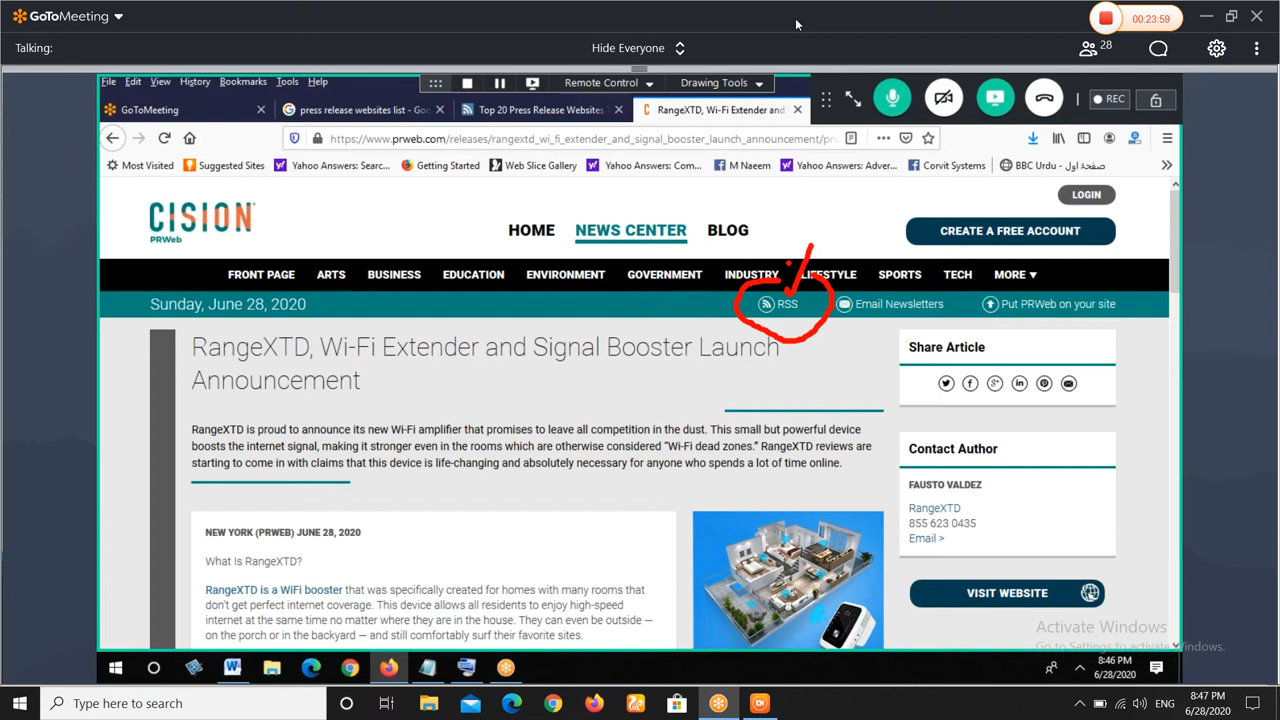 GoToMeeting
00:23:59
Talking:
Hide Everyone
28
File Edit View History Bookmarks Tools Help
Remote Control
Drawing Tools
GoToMeeting
press release websites list - Go
Top 20 Press Release Websites
RangeXTD, Wi-Fi Extender and
REC
https://www.prweb.com/releases/rangextd_wi_fi_extender_and_signal_booster_launch_announcement/prw
Most Visited
Suggested Sites
Yahoo Answers: Searc...
Getting Started
Web Slice Gallery
Yahoo Answers: Com...
M Naeem
Yahoo Answers: Adver...
Corvit Systems
BBC Urdu - صفحۂ اول
LOGIN
CISION
PRWeb
HOME NEWS CENTER BLOG
CREATE A FREE ACCOUNT
FRONT PAGE ARTS BUSINESS EDUCATION ENVIRONMENT GOVERNMENT INDUSTRY LIFESTYLE SPORTS TECH MORE
Sunday, June 28, 2020
RSS
Email Newsletters
Put PRWeb on your site
RangeXTD, Wi-Fi Extender and Signal Booster Launch
Announcement
RangeXTD is proud to announce its new Wi-Fi amplifier that promises to leave all competition in the dust. This small but powerful device
boosts the internet signal, making it stronger even in the rooms which are otherwise considered “Wi-Fi dead zones.” RangeXTD reviews are
starting to come in with claims that this device is life-changing and absolutely necessary for anyone who spends a lot of time online.
Share Article
Contact Author
FAUSTO VALDEZ
RangeXTD
855 623 0435
Email >
VISIT WEBSITE
NEW YORK (PRWEB) JUNE 28, 2020
What Is RangeXTD?
RangeXTD is a WiFi booster that was specifically created for homes with many rooms that
don't get perfect internet coverage. This device allows all residents to enjoy high-speed
internet at the same time no matter where they are in the house. They can even be outside —
on the porch or in the backyard — and still comfortably surf their favorite sites.
Activate Windows
Go to Settings to activate Windows.
8:46 PM
6/28/2020
Type here to search
ENG
8:47 PM
6/28/2020